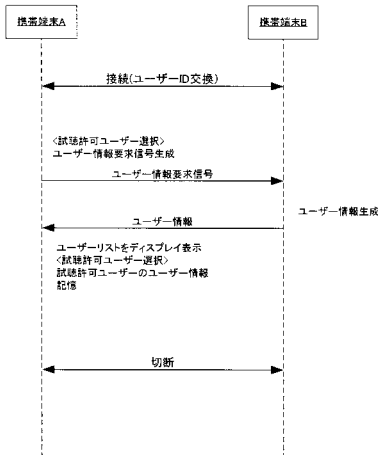 携帯端末A
携帯端末B
接続(ユーザーID交換)
<試聴許可ユーザー選択>
ユーザー情報要求信号生成
ユーザー情報要求信号
ユーザー情報生成
ユーザー情報
ユーザーリストをディスプレイ表示
<試聴許可ユーザー選択>
試聴許可ユーザーのユーザー情報
記憶
切断